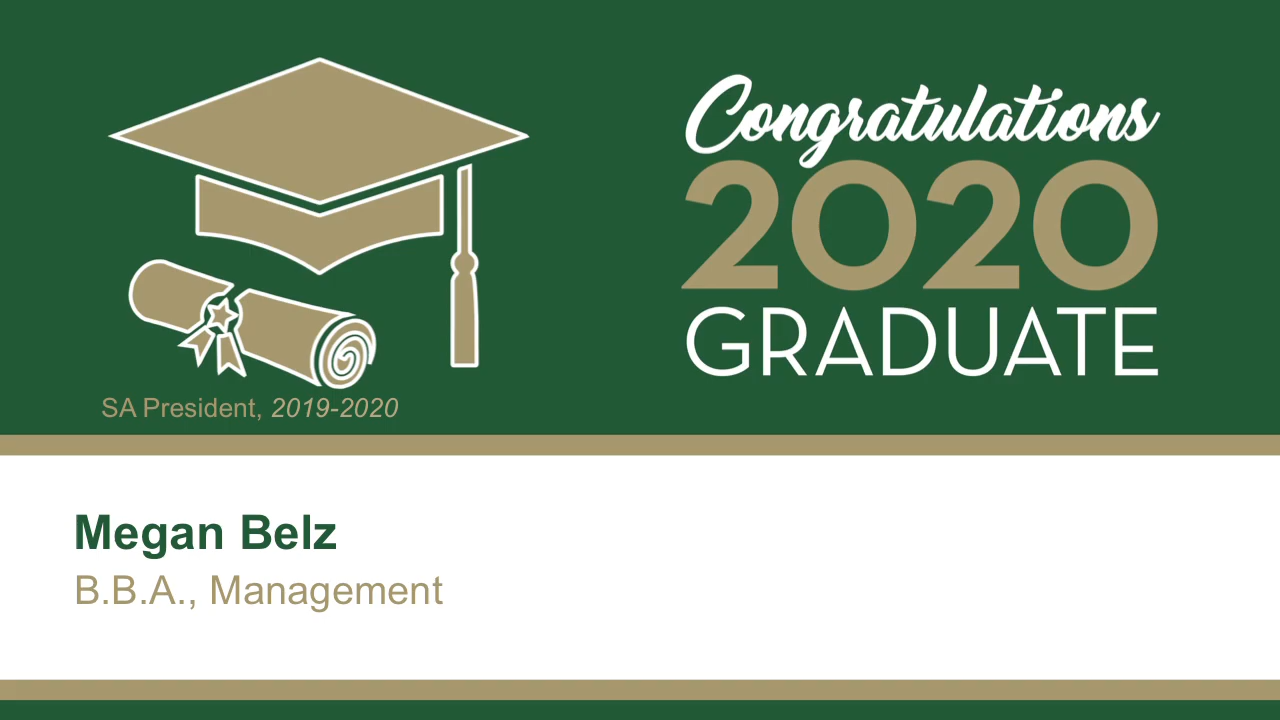 Congratulations
2020
GRADUATE
SA President, 2019-2020
Megan Belz
B.B.A., Management